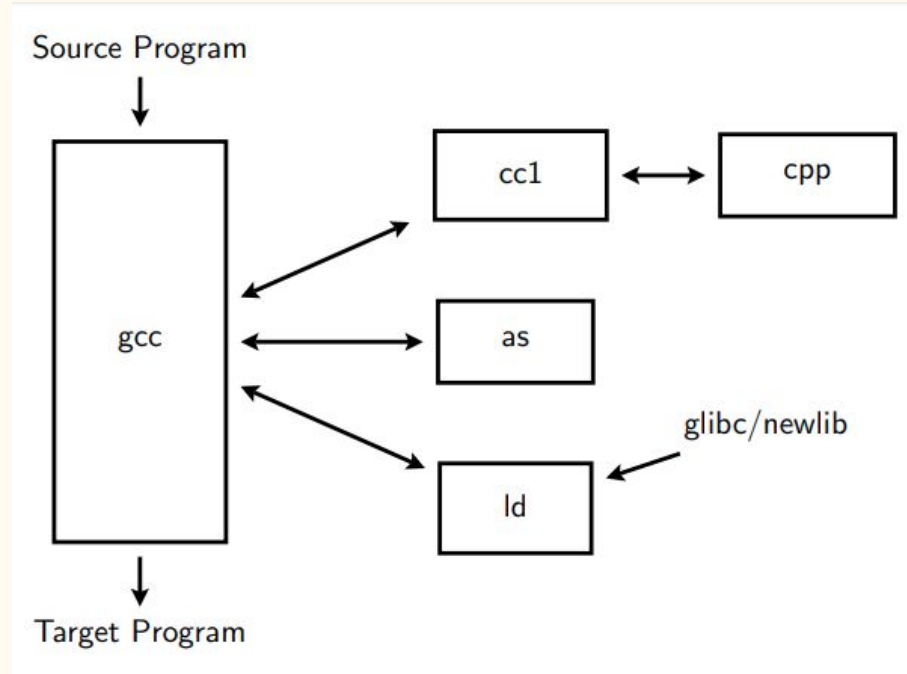 Source Program
cc1
cpp
gcc
as
glibc/newlib
ld
Target Program